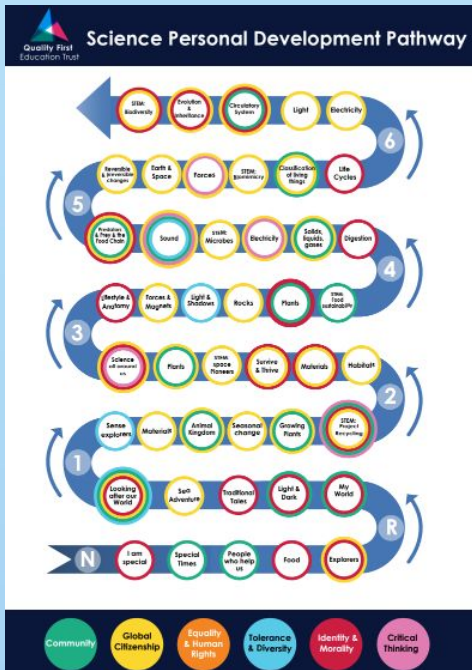 Quality First
Education Trust
Science Personal Development Pathway
STEM:
Biodiversity
Evolution &
Inheritance
Circulatory
System
Light
Electricity
6
Reversible
& Irreversible
changes
Earth &
Space
Forces
STEM:
Biomimicry
Classification
of living
things
Life
Cycles
5
Predators
& Prey & the
Food Chain
Sound
STEM:
Microbes
Electricity
Solids,
liquids,
gases
Digestion
4
Lifestyle &
Anatomy
Forces &
Magnets
Light &
Shadows
Rocks
Plants
STEM:
Food
sustainability
3
Science
all around
us
Plants
STEM:
space
Pioneers
Survive
& Thrive
Materials
Habitats
2
Sense
explorers
Materials
Animal
Kingdom
Seasonal
change
Growing
Plants
STEM:
Project
Recycling
1
Looking
after our
World
Sea
Adventure
Traditional
Tales
Light &
Dark
My
World
R
N
I am
special
Special
Times
People
who help
us
Food
Explorers
Community
Global
Citizenship
Equality
& Human
Rights
Tolerance
& Diversity
Identity &
Morality
Critical
Thinking